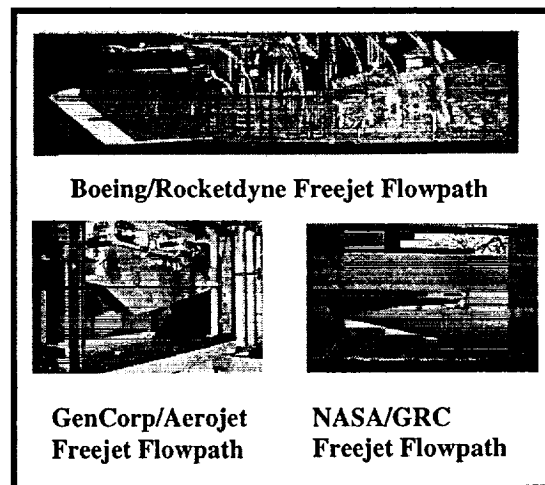 Boeing/Rocketdyne Freejet Flowpath
GenCorp/Aerojet
Freejet Flowpath
NASA/GRC
Freejet Flowpath